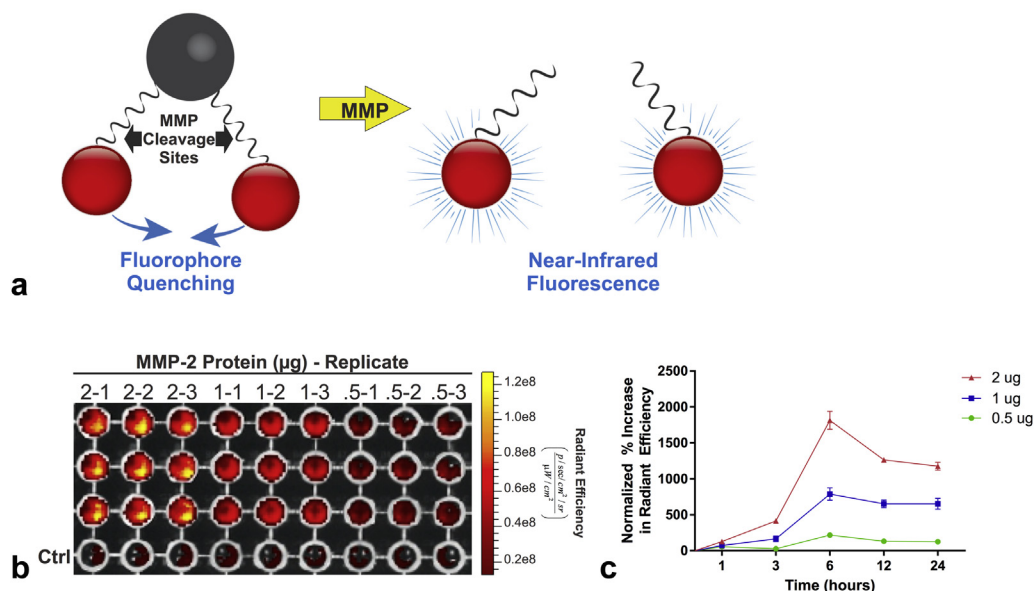 MMP
Cleavage
Sites
MMP
Fluorophore
Quenching
Near-Infrared
Fluorescence
a
MMP-2 Protein (µg) - Replicate
2-1 2-2 2-3 1-1 1-2 1-3 .5-1 .5-2 .5-3
Ctrl
1.2e8
1.0e8
0.8e8
0.6e8
0.4e8
0.2e8
Radiant Efficiency
(p / sec / cm² / sr
µW / cm²)
b
Normalized % Increase
in Radiant Efficiency
2500
2000
1500
1000
500
0
1 3 6 12 24
Time (hours)
2 ug
1 ug
0.5 ug
c